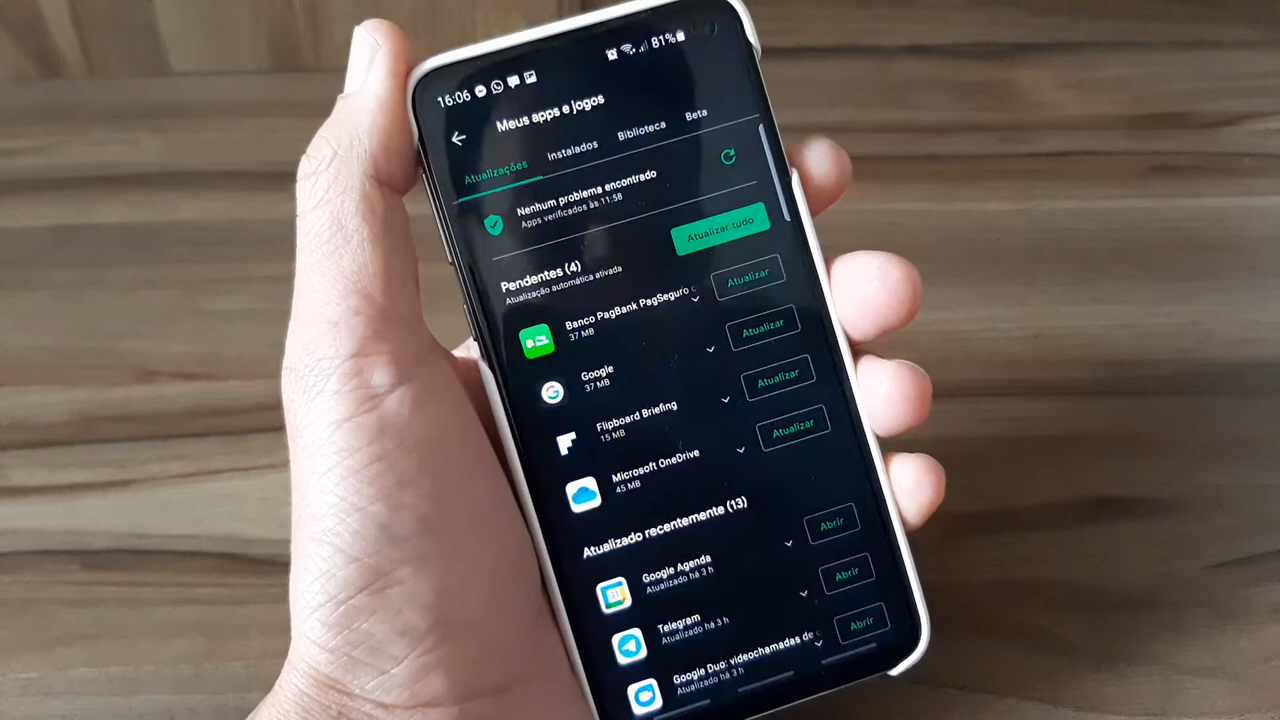 16:06 81%
Meus apps e jogos
Atualizações Instalados Biblioteca Beta
Nenhum problema encontrado
Apps verificados às 11:58
Atualizar tudo
Pendentes (4)
Atualização automática ativada
Banco PagBank PagSeguro
37 MB
Atualizar
Google
37 MB
Atualizar
Flipboard Briefing
15 MB
Atualizar
Microsoft OneDrive
45 MB
Atualizar
Atualizado recentemente (13)
Google Agenda
Atualizado há 3 h
Abrir
31
Telegram
Atualizado há 3 h
Abrir
Google Duo: videochamadas de
Atualizado há 3 h
Abrir